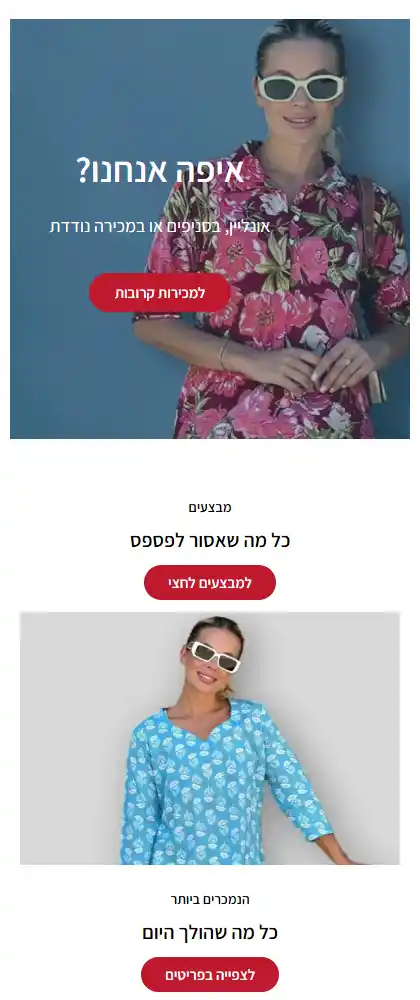 איפה אנחנו?
אונליין, בסניפים או במכירה נודדת
למכירות קרובות
מבצעים
כל מה שאסור לפספס
למבצעים לחצי
הנמכרים ביותר
כל מה שהולך היום
לצפייה בפריטים